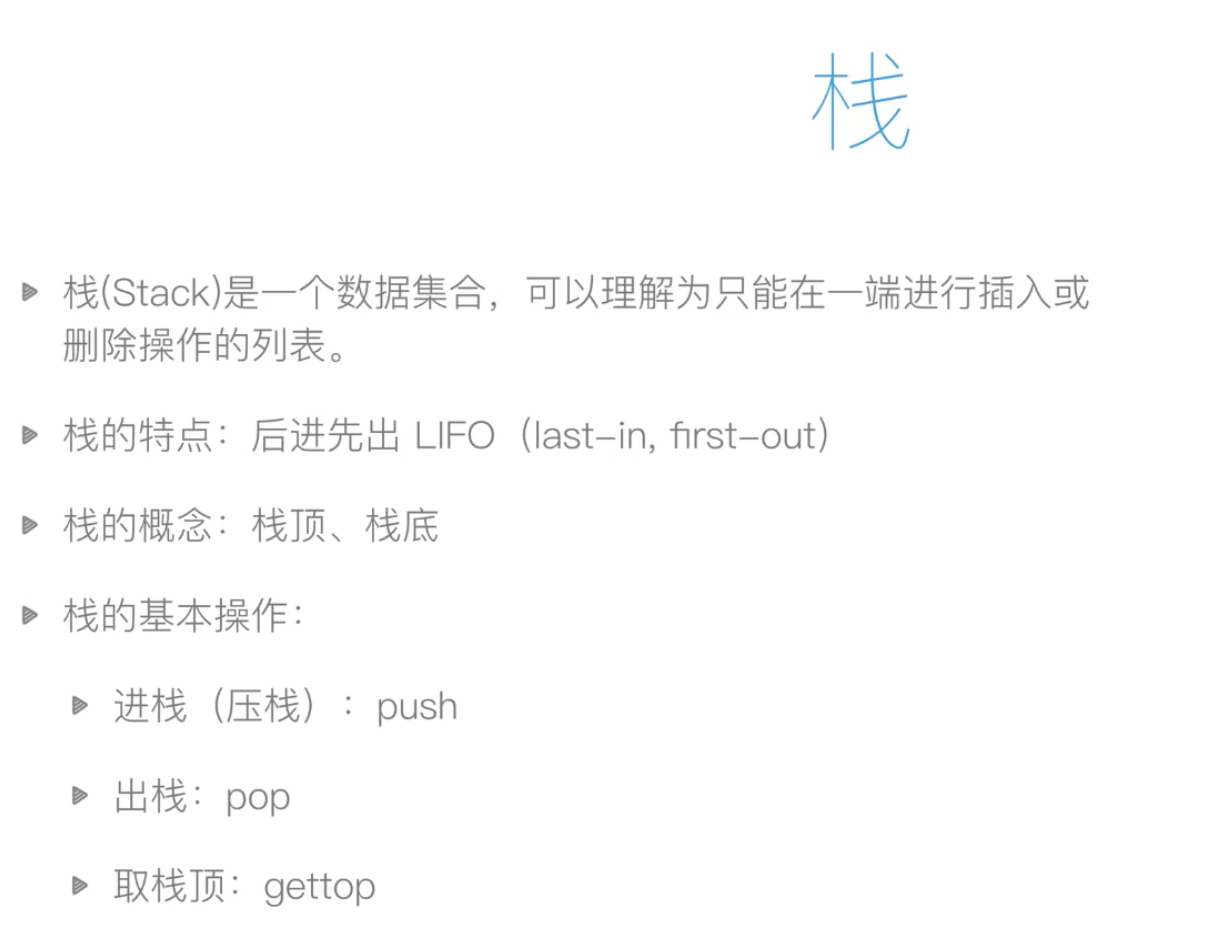 栈
栈(Stack)是一个数据集合，可以理解为只能在一端进行插入或
删除操作的列表。
栈的特点：后进先出 LIFO（last-in, first-out）
栈的概念：栈顶、栈底
栈的基本操作：
进栈（压栈）：push
出栈：pop
取栈顶：gettop